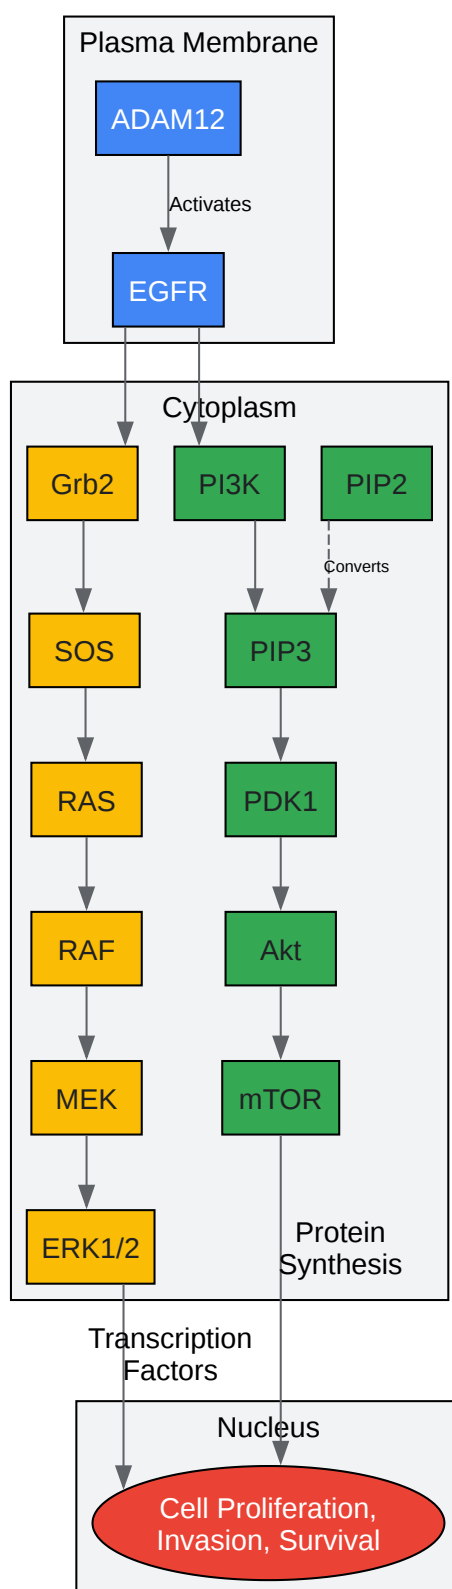 Plasma Membrane
ADAM12
Activates
EGFR
Cytoplasm
Grb2
PI3K
PIP2
Converts
SOS
PIP3
RAS
PDK1
RAF
Akt
MEK
mTOR
ERK1/2
Protein
Synthesis
Transcription
Factors
Nucleus
Cell Proliferation,
Invasion, Survival